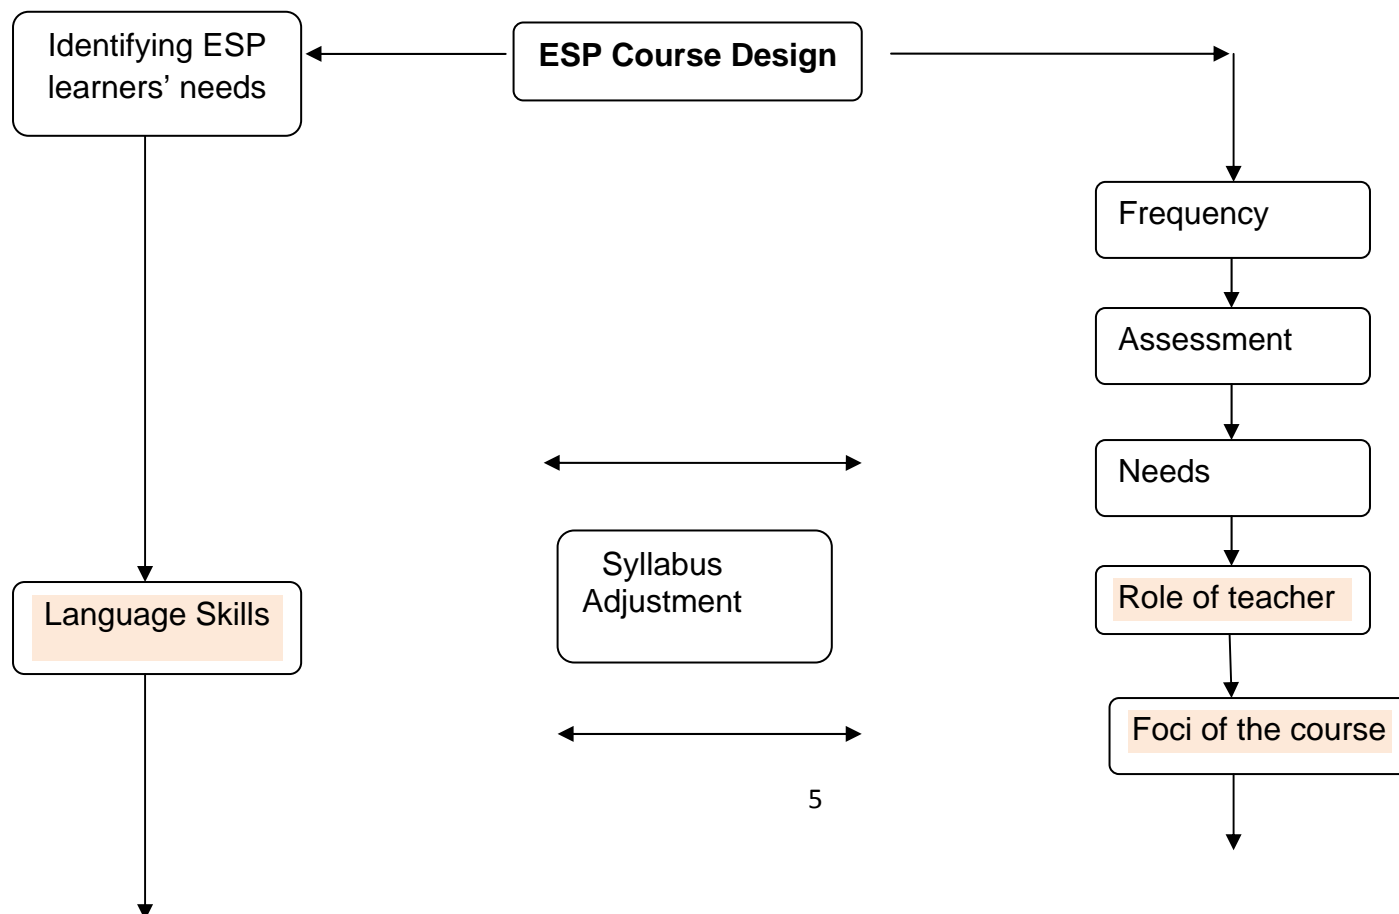 Identifying ESP
learners’ needs
ESP Course Design
Frequency
Assessment
Needs
Syllabus
Adjustment
Role of teacher
Language Skills
Foci of the course
5